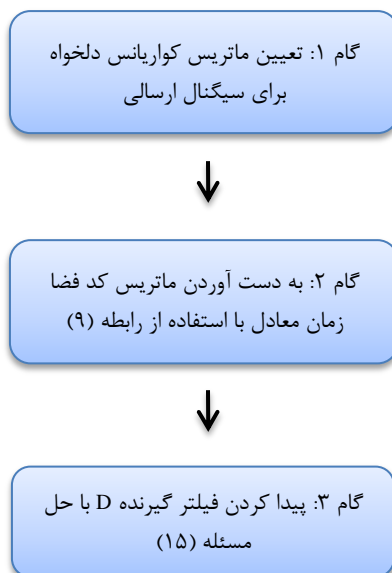 گام ۱: تعیین ماتریس کواریانس دلخواه
برای سیگنال ارسالی
گام ۲: به دست آوردن ماتریس کد فضا
زمان معادل با استفاده از رابطه (۹)
گام ۳: پیدا کردن فیلتر گیرنده D با حل
مسئله (۱۵)